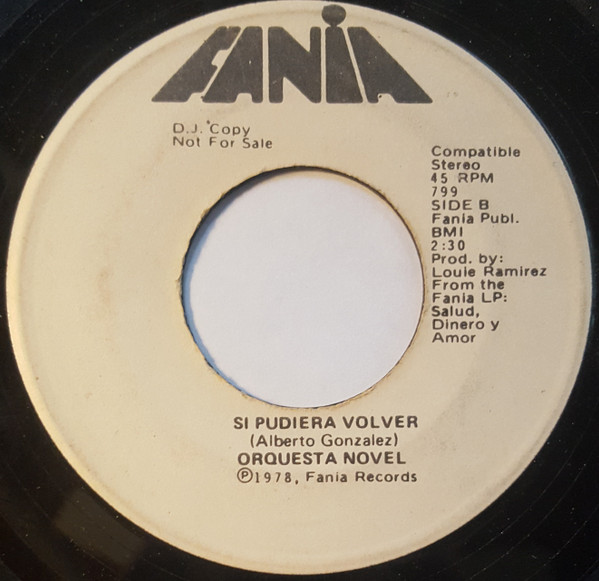 FANIA
D.J. Copy
Not For Sale
Compatible
Stereo
45 RPM
799
SIDE B
Fania Publ.
BMI
2:30
Prod. by:
Louie Ramirez
From the
Fania LP:
Salud,
Dinero y
Amor
SI PUDIERA VOLVER
(Alberto Gonzalez)
ORQUESTA NOVEL
℗1978, Fania Records